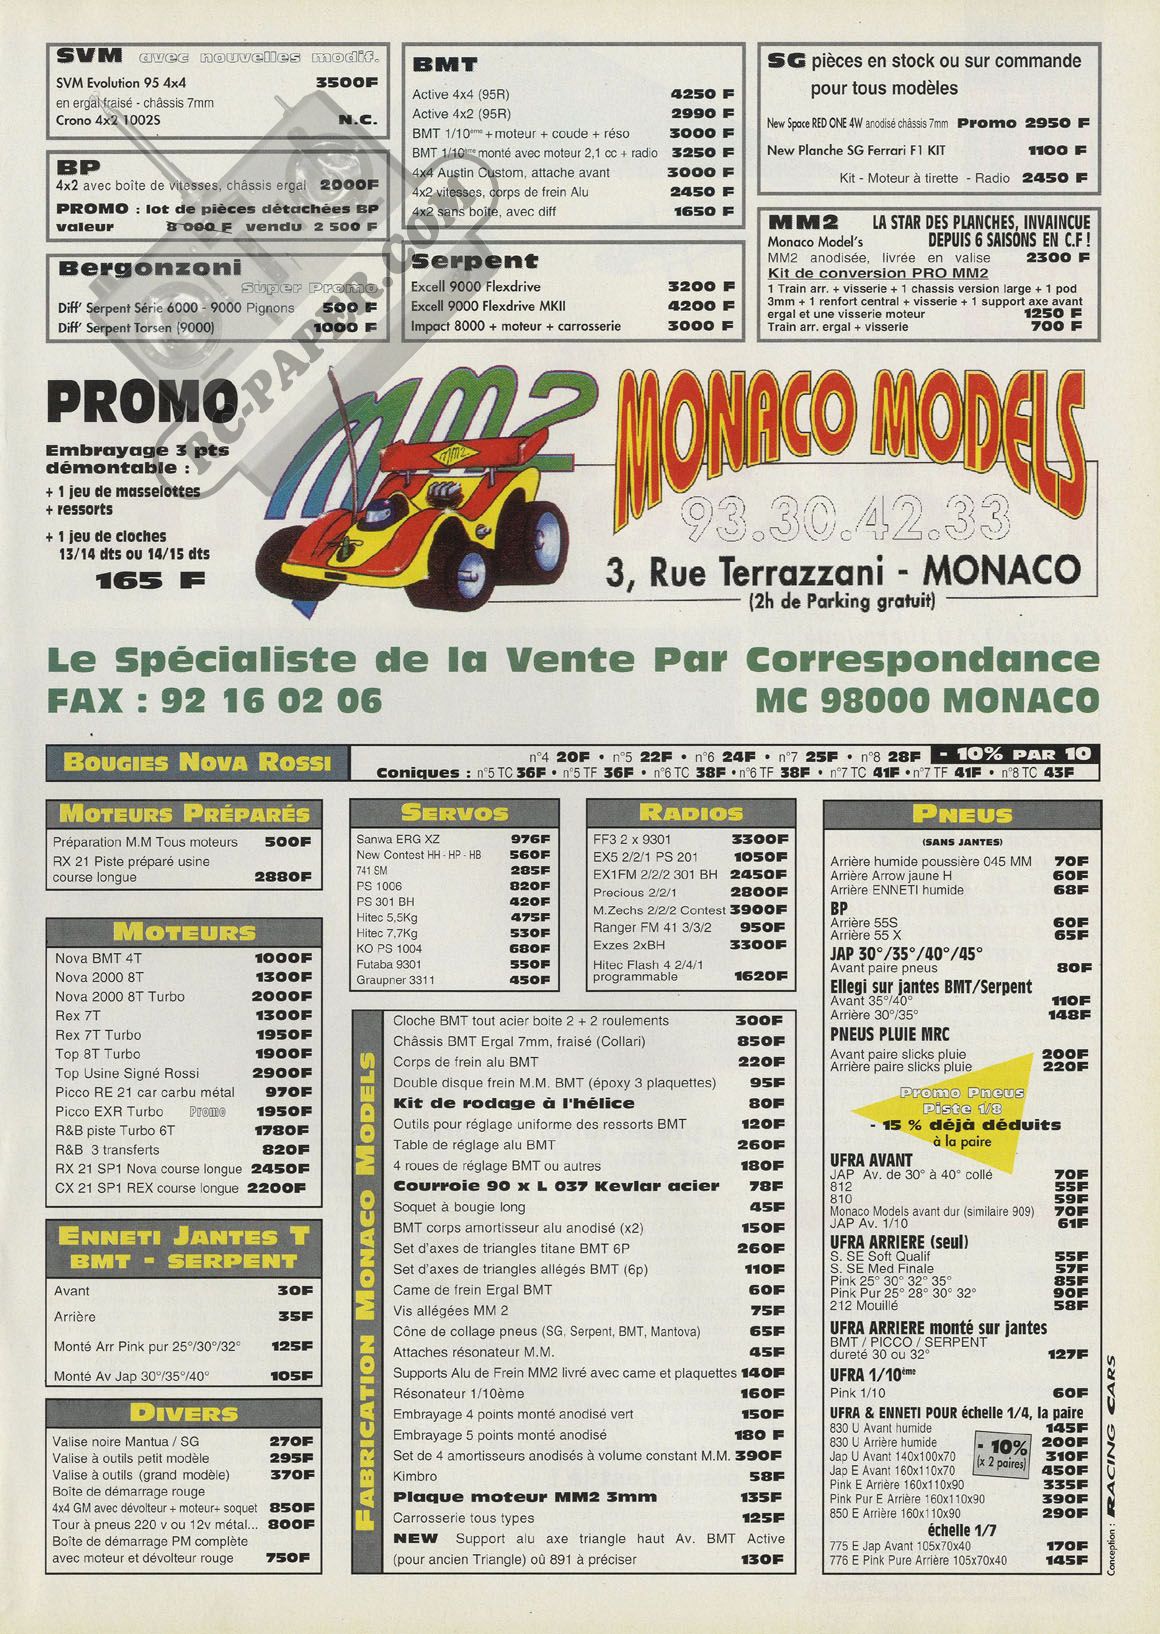 SVM avec nouvelles modif.
SVM Evolution 95 4x4 3500F
en ergal fraisé - châssis 7mm
Crono 4x2 1002S N.C.
BP
4x2 avec boîte de vitesses, châssis ergal 2000F
PROMO : lot de pièces détachées BP
valeur 8 000 F vendu 2 500 F
Bergonzoni
Super Promo
Diff' Serpent Série 6000 - 9000 Pignons 500 F
Diff' Serpent Torsen (9000) 1000 F
BMT
Active 4x4 (95R) 4250 F
Active 4x2 (95R) 2990 F
BMT 1/10ème + moteur + coude + réso 3000 F
BMT 1/10ème monté avec moteur 2,1 cc + radio 3250 F
4x4 Austin Custom, attache avant 3000 F
4x2 vitesses, corps de frein Alu 2450 F
4x2 sans boîte, avec diff 1650 F
Serpent
Excell 9000 Flexdrive 3200 F
Excell 9000 Flexdrive MKII 4200 F
Impact 8000 + moteur + carrosserie 3000 F
SG pièces en stock ou sur commande
pour tous modèles
New Space RED ONE 4W anodisé châssis 7mm Promo 2950 F
New Planche SG Ferrari F1 KIT 1100 F
Kit - Moteur à tirette - Radio 2450 F
MM2 LA STAR DES PLANCHES, INVAINCUE
Monaco Model's DEPUIS 6 SAISONS EN C.F !
MM2 anodisée, livrée en valise 2300 F
Kit de conversion PRO MM2
1 Train arr. + visserie + 1 chassis version large + 1 pod
3mm + 1 renfort central + visserie + 1 support axe avant
ergal et une visserie moteur 1250 F
Train arr. ergal + visserie 700 F
RC-PAPER.COM
PROMO
Embrayage 3 pts
démontable :
+ 1 jeu de masselottes
+ ressorts
+ 1 jeu de cloches
13/14 dts ou 14/15 dts
165 F
MM2
MM2
MONACO MODELS
93.30.42.33
3, Rue Terrazzani - MONACO
(2h de Parking gratuit)
Le Spécialiste de la Vente Par Correspondance
FAX : 92 16 02 06 MC 98000 MONACO
BOUGIES NOVA ROSSI
n°4 20F • n°5 22F • n°6 24F • n°7 25F • n°8 28F - 10% PAR 10
Coniques : n°5 TC 36F • n°5 TF 36F • n°6 TC 38F • n°6 TF 38F • n°7 TC 41F • n°7 TF 41F • n°8 TC 43F
MOTEURS PRÉPARÉS
Préparation M.M Tous moteurs 500F
RX 21 Piste préparé usine
course longue 2880F
MOTEURS
Nova BMT 4T 1000F
Nova 2000 8T 1300F
Nova 2000 8T Turbo 2000F
Rex 7T 1300F
Rex 7T Turbo 1950F
Top 8T Turbo 1900F
Top Usine Signé Rossi 2900F
Picco RE 21 car carbu métal 970F
Picco EXR Turbo Promo 1950F
R&B piste Turbo 6T 1780F
R&B 3 transferts 820F
RX 21 SP1 Nova course longue 2450F
CX 21 SP1 REX course longue 2200F
ENNETI JANTES T
BMT - SERPENT
Avant 30F
Arrière 35F
Monté Arr Pink pur 25°/30°/32° 125F
Monté Av Jap 30°/35°/40° 105F
DIVERS
Valise noire Mantua / SG 270F
Valise à outils petit modèle 295F
Valise à outils (grand modèle) 370F
Boîte de démarrage rouge
4x4 GM avec dévolteur + moteur+ soquet 850F
Tour à pneus 220 v ou 12v métal... 800F
Boîte de démarrage PM complète
avec moteur et dévolteur rouge 750F
SERVOS
Sanwa ERG XZ 976F
New Contest HH - HP - HB 560F
741 SM 285F
PS 1006 820F
PS 301 BH 420F
Hitec 5,5Kg 475F
Hitec 7,7Kg 530F
KO PS 1004 680F
Futaba 9301 550F
Graupner 3311 450F
RADIOS
FF3 2 x 9301 3300F
EX5 2/2/1 PS 201 1050F
EX1FM 2/2/2 301 BH 2450F
Precious 2/2/1 2800F
M.Zechs 2/2/2 Contest 3900F
Ranger FM 41 3/3/2 950F
Exzes 2xBH 3300F
Hitec Flash 4 2/4/1
programmable 1620F
FABRICATION MONACO MODELS
Cloche BMT tout acier boite 2 + 2 roulements 300F
Châssis BMT Ergal 7mm, fraisé (Collari) 850F
Corps de frein alu BMT 220F
Double disque frein M.M. BMT (époxy 3 plaquettes) 95F
Kit de rodage à l'hélice 80F
Outils pour réglage uniforme des ressorts BMT 120F
Table de réglage alu BMT 260F
4 roues de réglage BMT ou autres 180F
Courroie 90 x L 037 Kevlar acier 78F
Soquet à bougie long 45F
BMT corps amortisseur alu anodisé (x2) 150F
Set d'axes de triangles titane BMT 6P 260F
Set d'axes de triangles allégés BMT (6p) 110F
Came de frein Ergal BMT 60F
Vis allégées MM 2 75F
Cône de collage pneus (SG, Serpent, BMT, Mantova) 65F
Attaches résonateur M.M. 45F
Supports Alu de Frein MM2 livré avec came et plaquettes 140F
Résonateur 1/10ème 160F
Embrayage 4 points monté anodisé vert 150F
Embrayage 5 points monté anodisé 180 F
Set de 4 amortisseurs anodisés à volume constant M.M. 390F
Kimbro 58F
Plaque moteur MM2 3mm 135F
Carrosserie tous types 125F
NEW Support alu axe triangle haut Av. BMT Active
(pour ancien Triangle) oû 891 à préciser 130F
PNEUS
(SANS JANTES)
Arrière humide poussière 045 MM 70F
Arrière Arrow jaune H 60F
Arrière ENNETI humide 68F
BP
Arrière 55S 60F
Arrière 55 X 65F
JAP 30°/35°/40°/45°
Avant paire pneus 80F
Ellegi sur jantes BMT/Serpent
Avant 35°/40° 110F
Arrière 30°/35° 148F
PNEUS PLUIE MRC
Avant paire slicks pluie 200F
Arrière paire slicks pluie 220F
Promo Pneus
Piste 1/8
- 15 % déjà déduits
à la paire
UFRA AVANT
JAP Av. de 30° à 40° collé 70F
812 55F
810 59F
Monaco Models avant dur (similaire 909) 70F
JAP Av. 1/10 61F
UFRA ARRIERE (seul)
S. SE Soft Qualif 55F
S. SE Med Finale 57F
Pink 25° 30° 32° 35° 85F
Pink Pur 25° 28° 30° 32° 90F
212 Mouillé 58F
UFRA ARRIERE monté sur jantes
BMT / PICCO / SERPENT
dureté 30 ou 32° 127F
UFRA 1/10ème
Pink 1/10 60F
UFRA & ENNETI POUR échelle 1/4, la paire
830 U Avant humide 145F
830 U Arrière humide 200F
Jap U Avant 140x100x70 310F
Jap E Avant 160x110x70 450F
Pink E Arrière 160x110x90 335F
Pink Pur E Arrière 160x110x90 390F
850 E Arrière 160x110x90 290F
- 10%
(x 2 paires)
échelle 1/7
775 E Jap Avant 105x70x40 170F
776 E Pink Pure Arrière 105x70x40 145F
Conception : RACING CARS